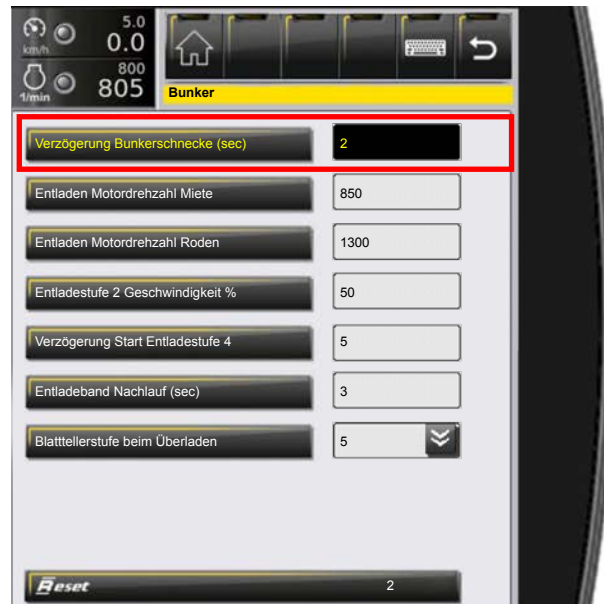 5.0
km/h 0.0
800
1/min 805
Bunker
Verzögerung Bunkerschnecke (sec) 2
Entladen Motordrehzahl Miete 850
Entladen Motordrehzahl Roden 1300
Entladestufe 2 Geschwindigkeit % 50
Verzögerung Start Entladestufe 4 5
Entladeband Nachlauf (sec) 3
Blatttellerstufe beim Überladen 5
Reset 2